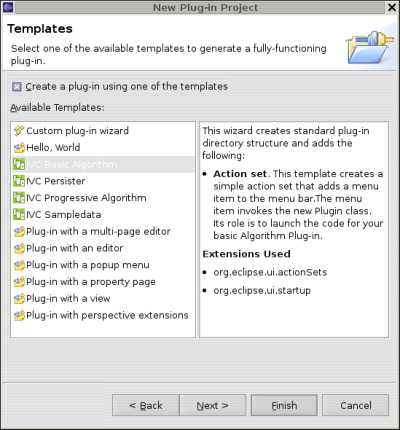 New Plug-in Project
Templates
Select one of the available templates to generate a fully-functioning
plug-in.
Create a plug-in using one of the templates
Available Templates:
Custom plug-in wizard
Hello, World
IVC Basic Algorithm
IVC Persister
IVC Progressive Algorithm
IVC Sampledata
Plug-in with a multi-page editor
Plug-in with an editor
Plug-in with a popup menu
Plug-in with a property page
Plug-in with a view
Plug-in with perspective extensions
This wizard creates standard plug-in
directory structure and adds the
following:
• Action set. This template creates a
simple action set that adds a menu
item to the menu bar.The menu
item invokes the new Plugin class.
Its role is to launch the code for your
basic Algorithm Plug-in.
Extensions Used
• org.eclipse.ui.actionSets
• org.eclipse.ui.startup
< Back
Next >
Finish
Cancel